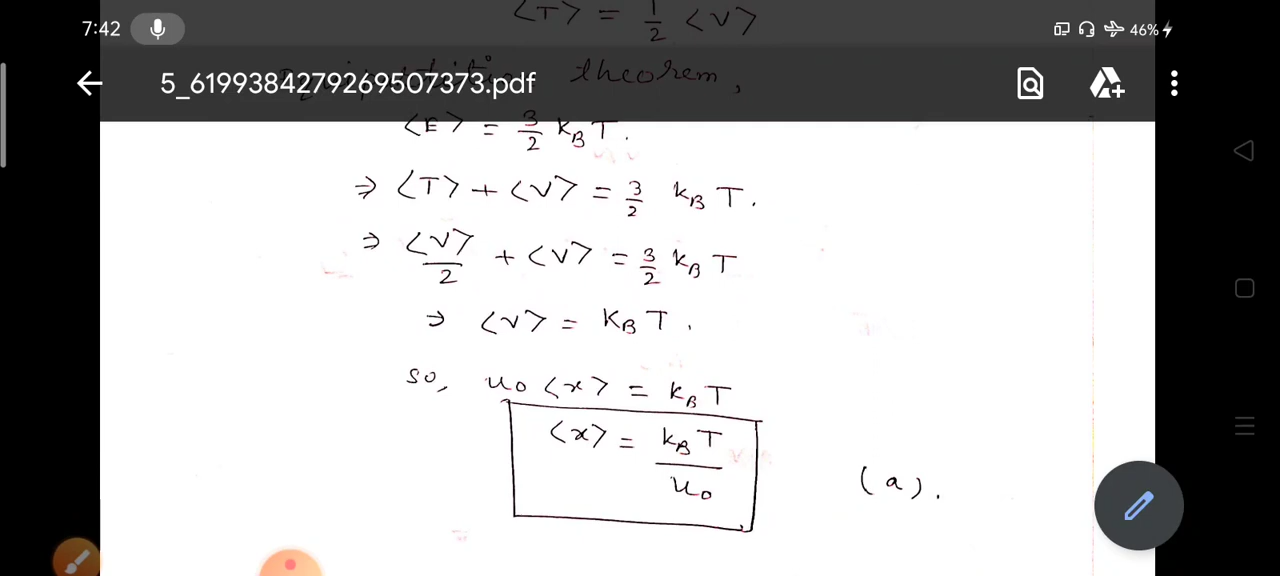 ⟨T⟩ = 1/2 ⟨V⟩
7:42 46%
theorem,
5_6199384279269507373.pdf
⟨E⟩ = 3/2 k_B T.
⇒ ⟨T⟩ + ⟨V⟩ = 3/2 k_B T.
⇒ ⟨V⟩/2 + ⟨V⟩ = 3/2 k_B T
⇒ ⟨V⟩ = k_B T.
so, u₀ ⟨x⟩ = k_B T
⟨x⟩ = k_B T / u₀
(a).